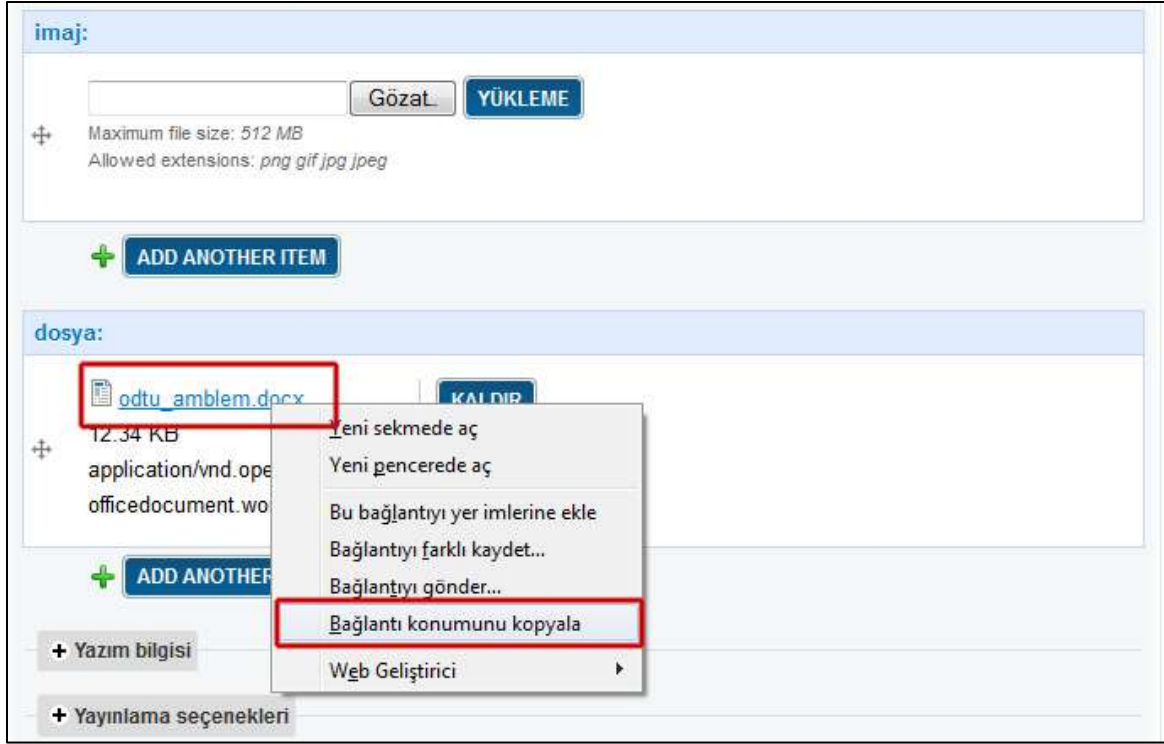 imaj:
Gözat.. YÜKLEME
Maximum file size: 512 MB
Allowed extensions: png gif jpg jpeg
ADD ANOTHER ITEM
dosya:
odtu_amblem.docx KALDIR
12.34 KB
application/vnd.ope
officedocument.wo
Yeni sekmede aç
Yeni pencerede aç
Bu bağlantıyı yer imlerine ekle
Bağlantıyı farklı kaydet...
Bağlantıyı gönder...
Bağlantı konumunu kopyala
Web Geliştirici
ADD ANOTHER
Yazım bilgisi
Yayınlama seçenekleri